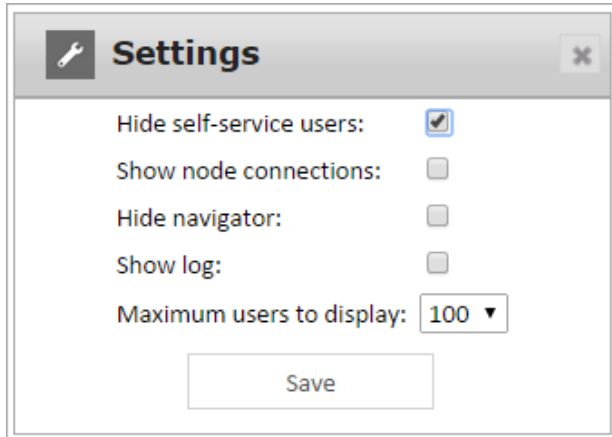 Settings
Hide self-service users:
Show node connections:
Hide navigator:
Show log:
Maximum users to display: 100
Save